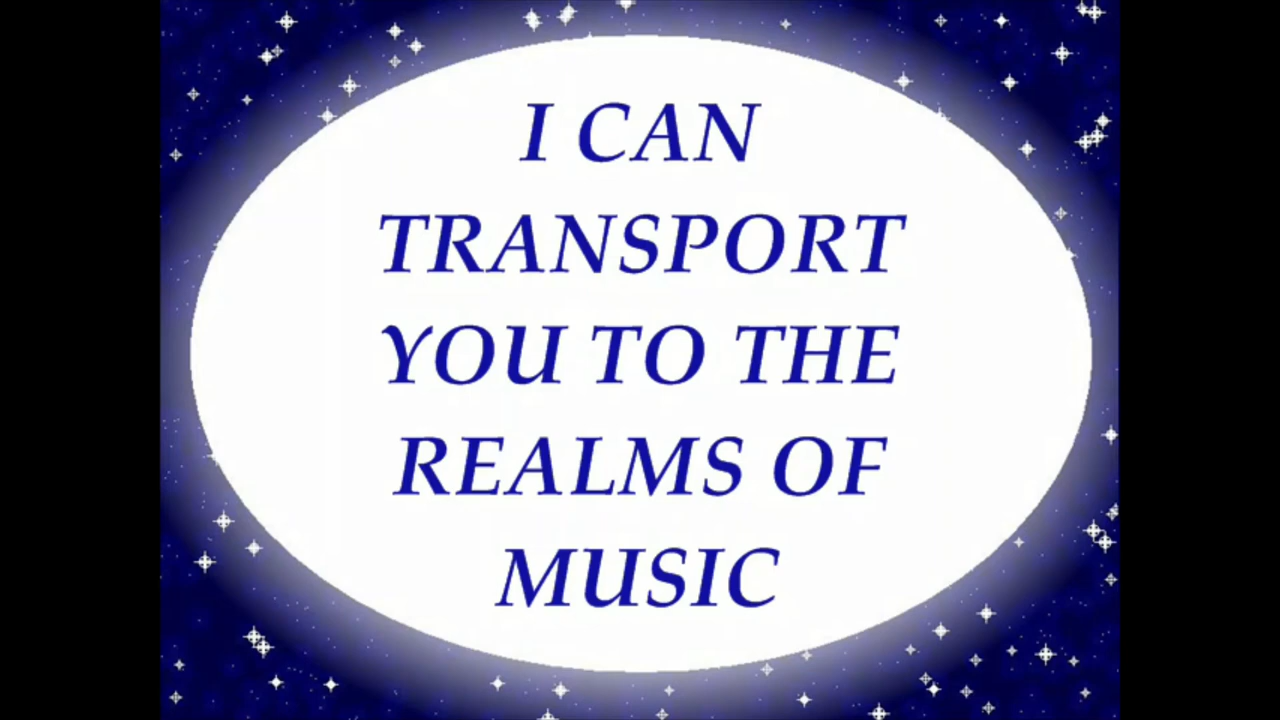 I CAN
TRANSPORT
YOU TO THE
REALMS OF
MUSIC